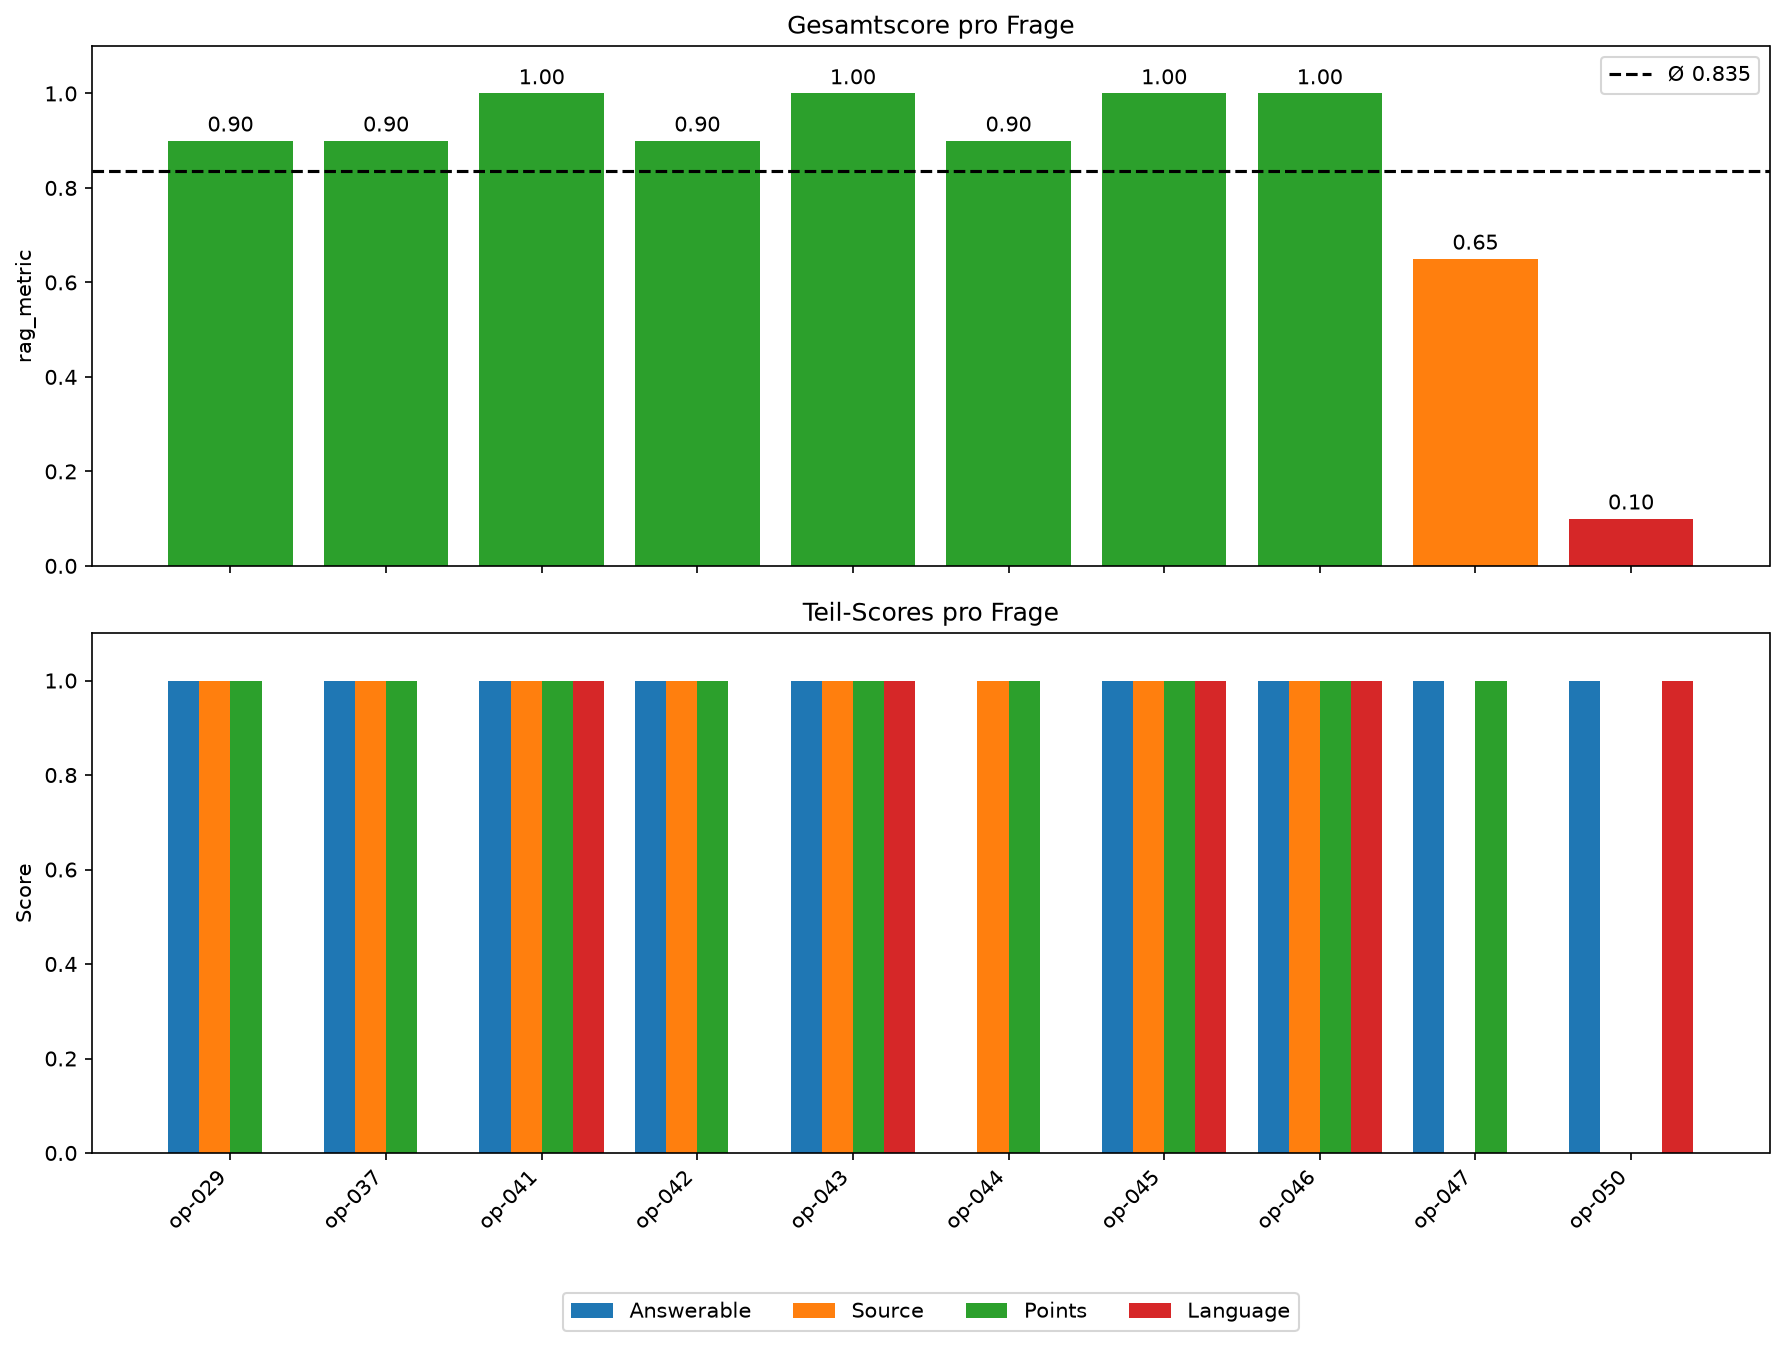 Gesamtscore pro Frage
Ø 0.835
rag_metric
1.0
0.8
0.6
0.4
0.2
0.0
0.90
0.90
1.00
0.90
1.00
0.90
1.00
1.00
0.65
0.10
Teil-Scores pro Frage
Score
1.0
0.8
0.6
0.4
0.2
0.0
op-029
op-037
op-041
op-042
op-043
op-044
op-045
op-046
op-047
op-050
Answerable
Source
Points
Language